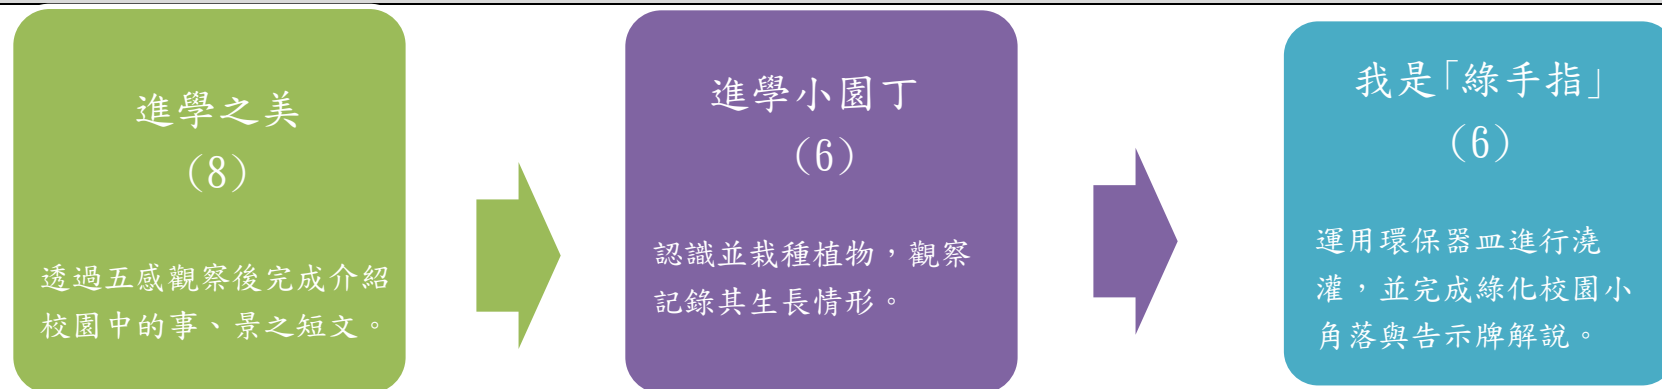 進學之美
(8)
透過五感觀察後完成介紹
校園中的事、景之短文。
進學小園丁
(6)
認識並栽種植物,觀察
記錄其生長情形。
我是「綠手指」
(6)
運用環保器皿進行澆
灌,並完成綠化校園小
角落與告示牌解說。